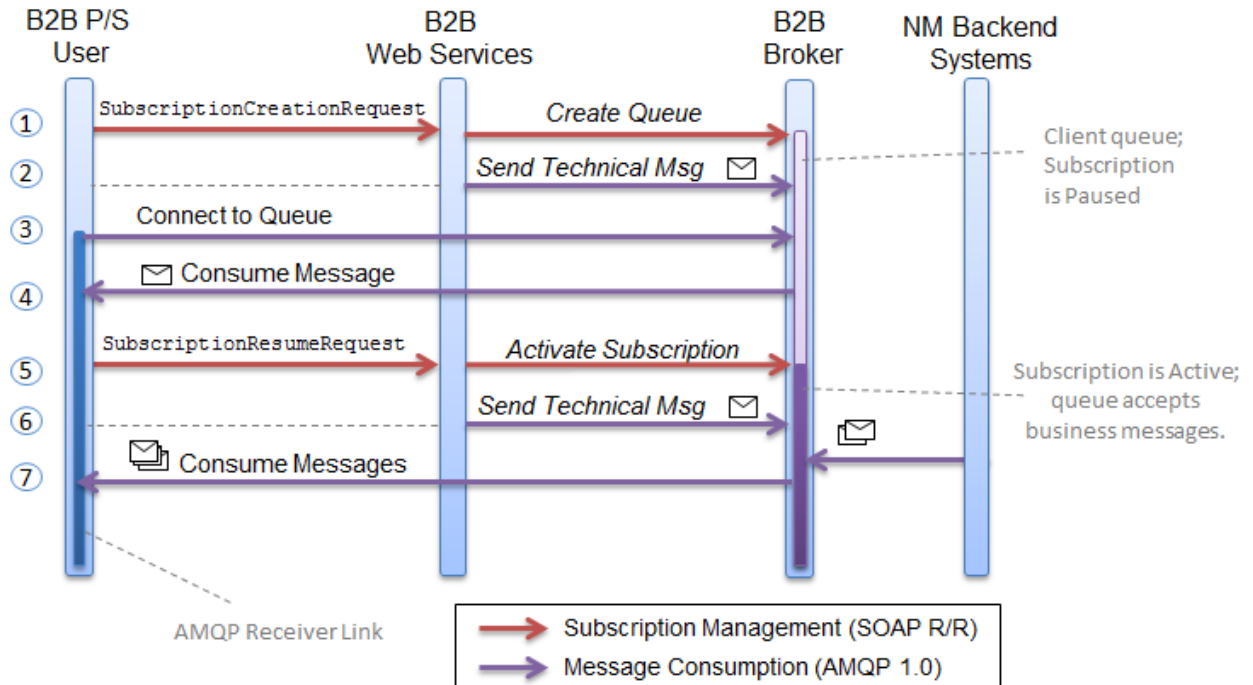 B2B P/S
User
B2B
Web Services
B2B
Broker
NM Backend
Systems
1
SubscriptionCreationRequest
Create Queue
Client queue;
Subscription
is Paused
2
Send Technical Msg
3
Connect to Queue
4
Consume Message
5
SubscriptionResumeRequest
Activate Subscription
Subscription is Active;
queue accepts
business messages.
6
Send Technical Msg
7
Consume Messages
AMQP Receiver Link
Subscription Management (SOAP R/R)
Message Consumption (AMQP 1.0)